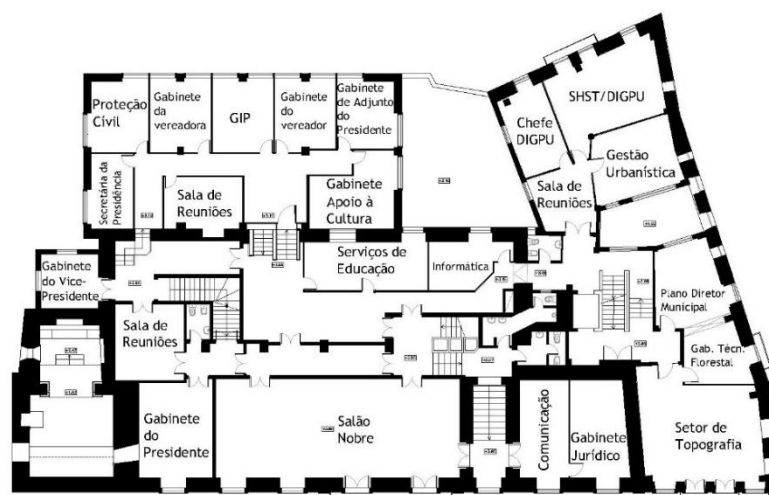 Proteção
Civil
Gabinete
da
vereadora
GIP
Gabinete
do
vereador
Gabinete
de Adjunto
do
Presidente
SHST/DIGPU
Chefe
DIGPU
Gestão
Urbanística
Secretária da
Presidência
Sala de
Reuniões
Gabinete
Apoio à
Cultura
Sala de
Reuniões
Gabinete
do Vice-
Presidente
Serviços de
Educação
Informática
Plano Diretor
Municipal
Sala de
Reuniões
Gab. Técn.
Florestal
Gabinete
do
Presidente
Salão
Nobre
Comunicação
Gabinete
Jurídico
Setor de
Topografia